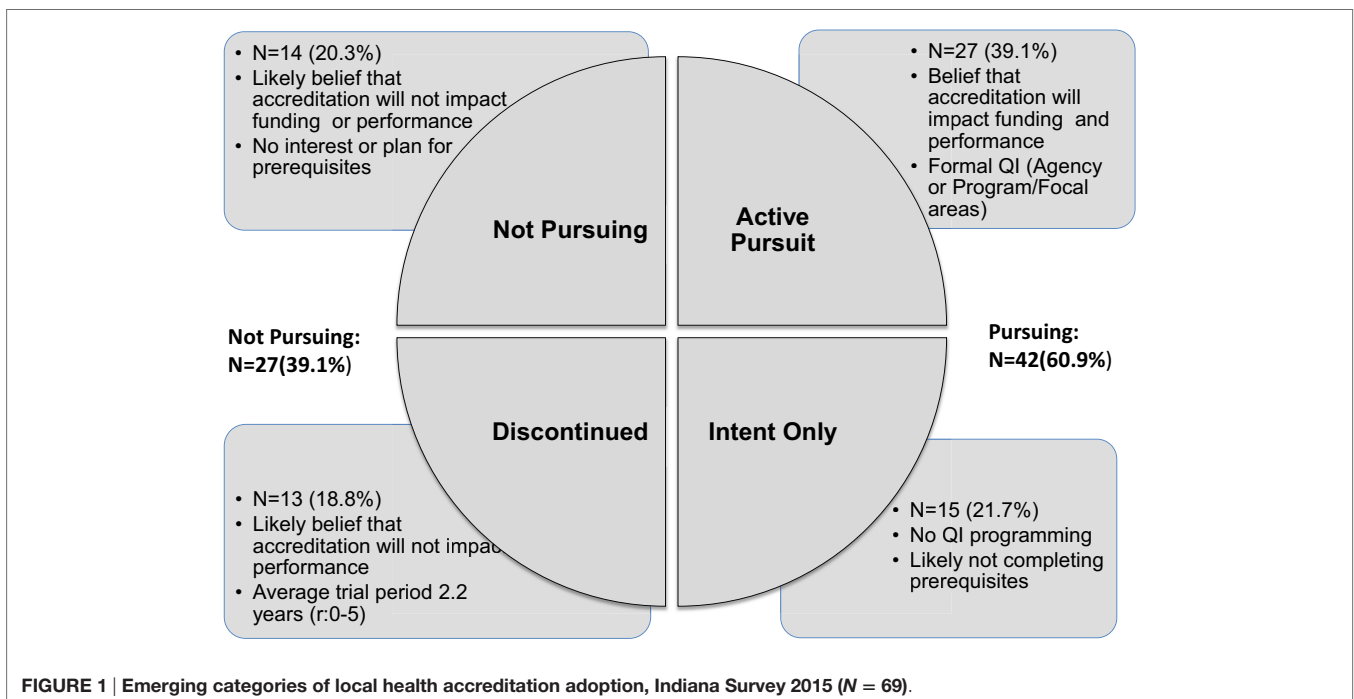 • N=14 (20.3%)
• Likely belief that
accreditation will not impact
funding or performance
• No interest or plan for
prerequisites
• N=27 (39.1%)
• Belief that
accreditation will
impact funding and
performance
• Formal QI (Agency
or Program/Focal
areas)
Not Pursuing
Active
Pursuit
Not Pursuing:
N=27(39.1%)
Pursuing:
N=42(60.9%)
Discontinued
Intent Only
• N=13 (18.8%)
• Likely belief that
accreditation will not impac
performance
• Average trial period 2.2
years (r:0-5)
• N=15 (21.7%)
• No QI programming
• Likely not completing
prerequisites
FIGURE 1 | Emerging categories of local health accreditation adoption, Indiana Survey 2015 (N = 69).